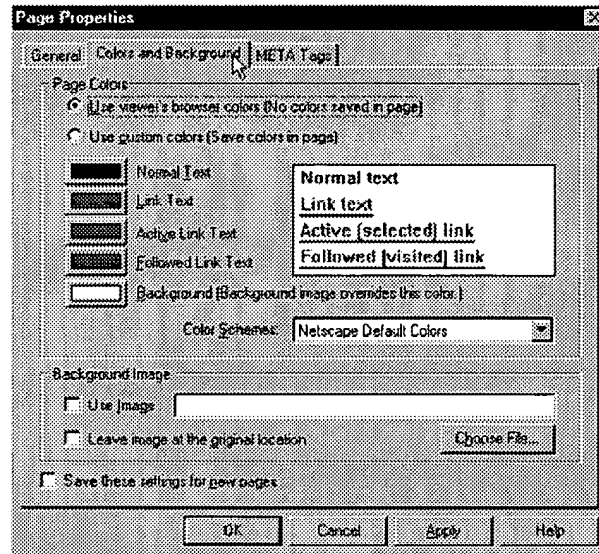 Page Properties
General Colors and Background META Tags
Page Colors
Use viewer's browser colors (No colors saved in page)
Use custom colors (Save colors in page)
Normal Text
Link Text
Active Link Text
Followed Link Text
Normal text
Link text
Active (selected) link
Followed (visited) link
Background (Background image overrides this color.)
Color Schemes: Netscape Default Colors
Background Image
Use Image
Leave image at the original location
Choose File...
Save these settings for new pages
OK Cancel Apply Help